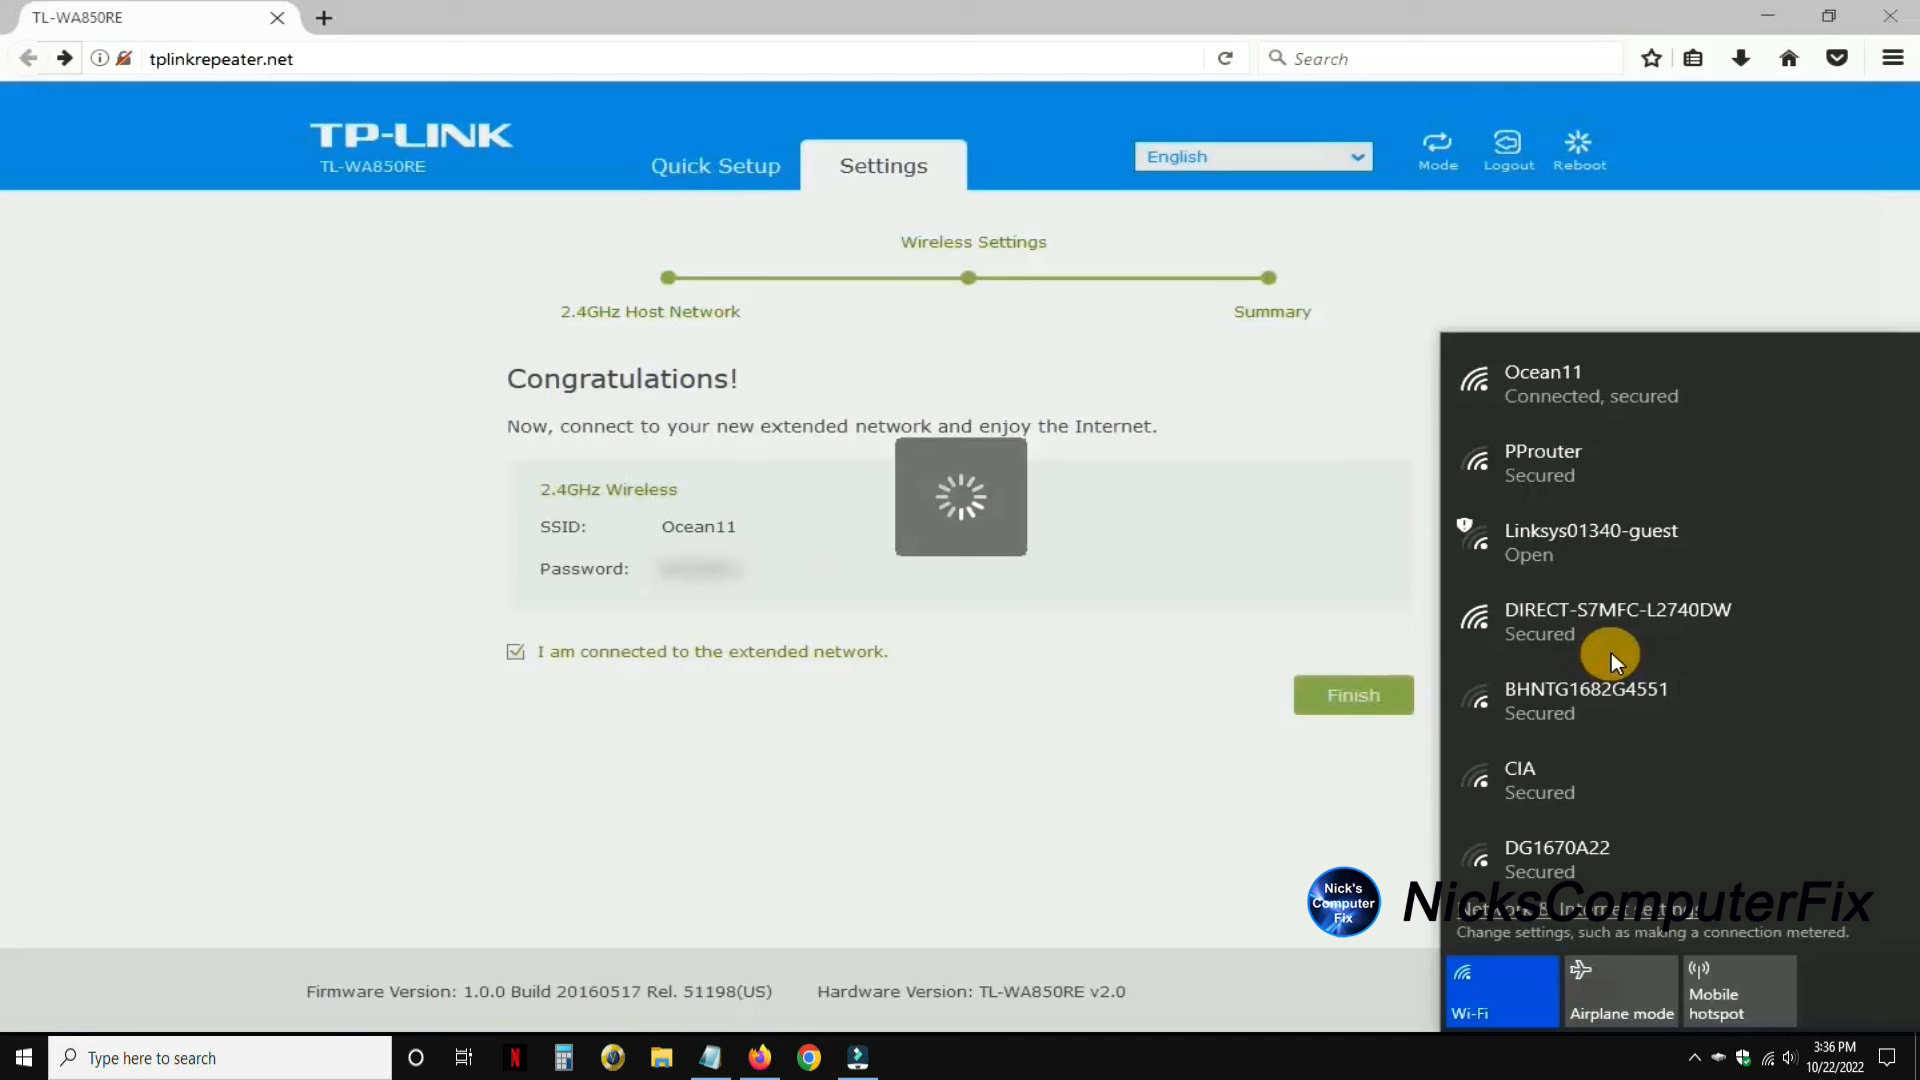 TL-WA850RE
tplinkrepeater.net
Search
TP-LINK
TL-WA850RE
Quick Setup
Settings
English
Mode
Logout
Reboot
Wireless Settings
2.4GHz Host Network
Summary
Congratulations!
Now, connect to your new extended network and enjoy the Internet.
2.4GHz Wireless
SSID: Ocean11
Password:
I am connected to the extended network.
Finish
Ocean11
Connected, secured
PProuter
Secured
Linksys01340-guest
Open
DIRECT-S7MFC-L2740DW
Secured
BHNTG1682G4551
Secured
CIA
Secured
DG1670A22
Secured
Network & Internet settings
Change settings, such as making a connection metered.
Nick's
Computer
Fix
NicksComputerFix
Wi-Fi
Airplane mode
Mobile
hotspot
Firmware Version: 1.0.0 Build 20160517 Rel. 51198(US)
Hardware Version: TL-WA850RE v2.0
Type here to search
3:36 PM
10/22/2022